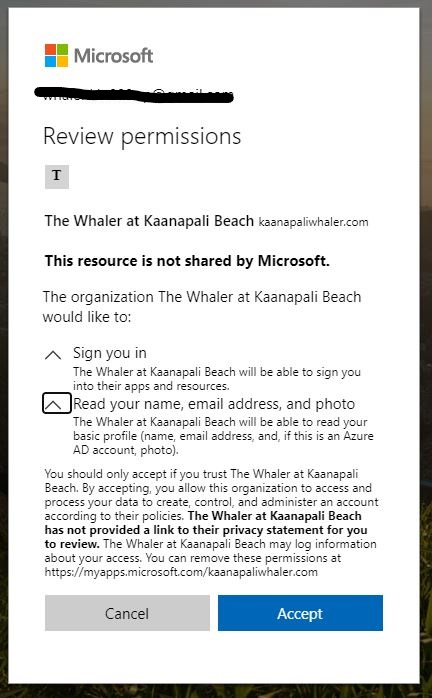 Microsoft
Review permissions
T
The Whaler at Kaanapali Beach kaanapaliwhaler.com
This resource is not shared by Microsoft.
The organization The Whaler at Kaanapali Beach
would like to:
Sign you in
The Whaler at Kaanapali Beach will be able to sign you
into their apps and resources.
Read your name, email address, and photo
The Whaler at Kaanapali Beach will be able to read your
basic profile (name, email address, and, if this is an Azure
AD account, photo).
You should only accept if you trust The Whaler at Kaanapali
Beach. By accepting, you allow this organization to access and
process your data to create, control, and administer an account
according to their policies. The Whaler at Kaanapali Beach
has not provided a link to their privacy statement for you
to review. The Whaler at Kaanapali Beach may log information
about your access. You can remove these permissions at
https://myapps.microsoft.com/kaanapaliwhaler.com
Cancel
Accept